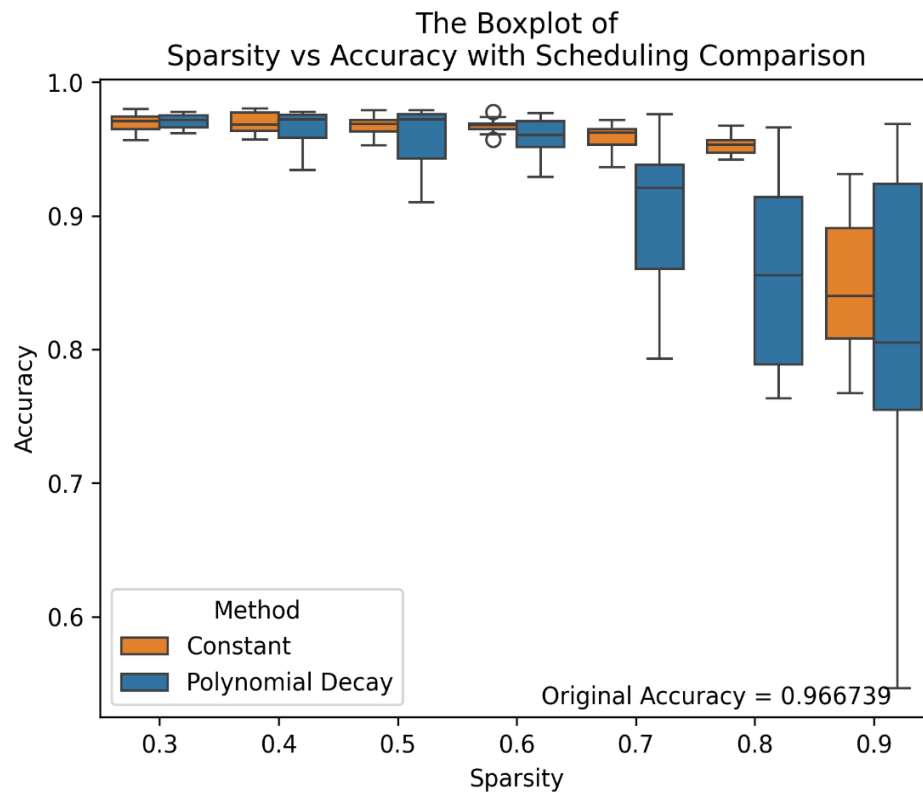 The Boxplot of
Sparsity vs Accuracy with Scheduling Comparison
Accuracy
1.0
0.9
0.8
0.7
0.6
Method
Constant
Polynomial Decay
Original Accuracy = 0.966739
0.3 0.4 0.5 0.6 0.7 0.8 0.9
Sparsity